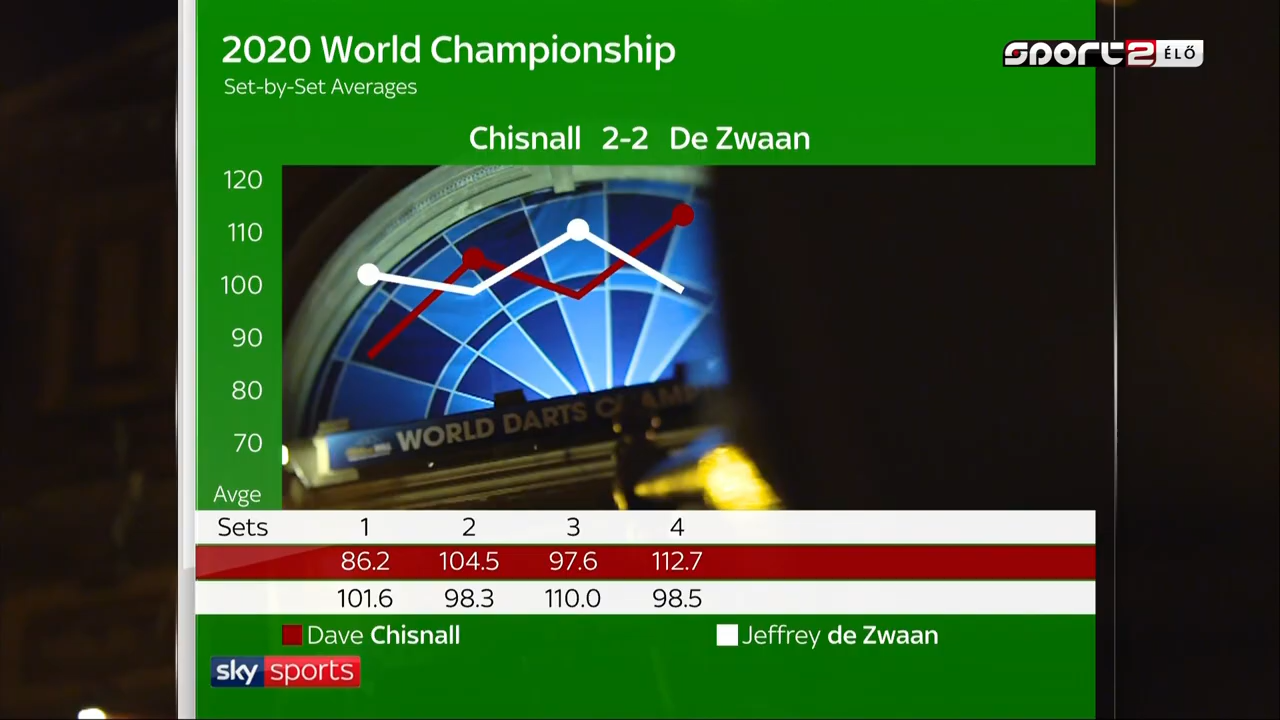 2020 World Championship
Set-by-Set Averages
SPORT2 ÉLŐ
Chisnall 2-2 De Zwaan
120
110
100
90
80
70
Avge
WORLD DARTS CHAMP
Sets 1 2 3 4
86.2 104.5 97.6 112.7
101.6 98.3 110.0 98.5
Dave Chisnall Jeffrey de Zwaan
sky sports